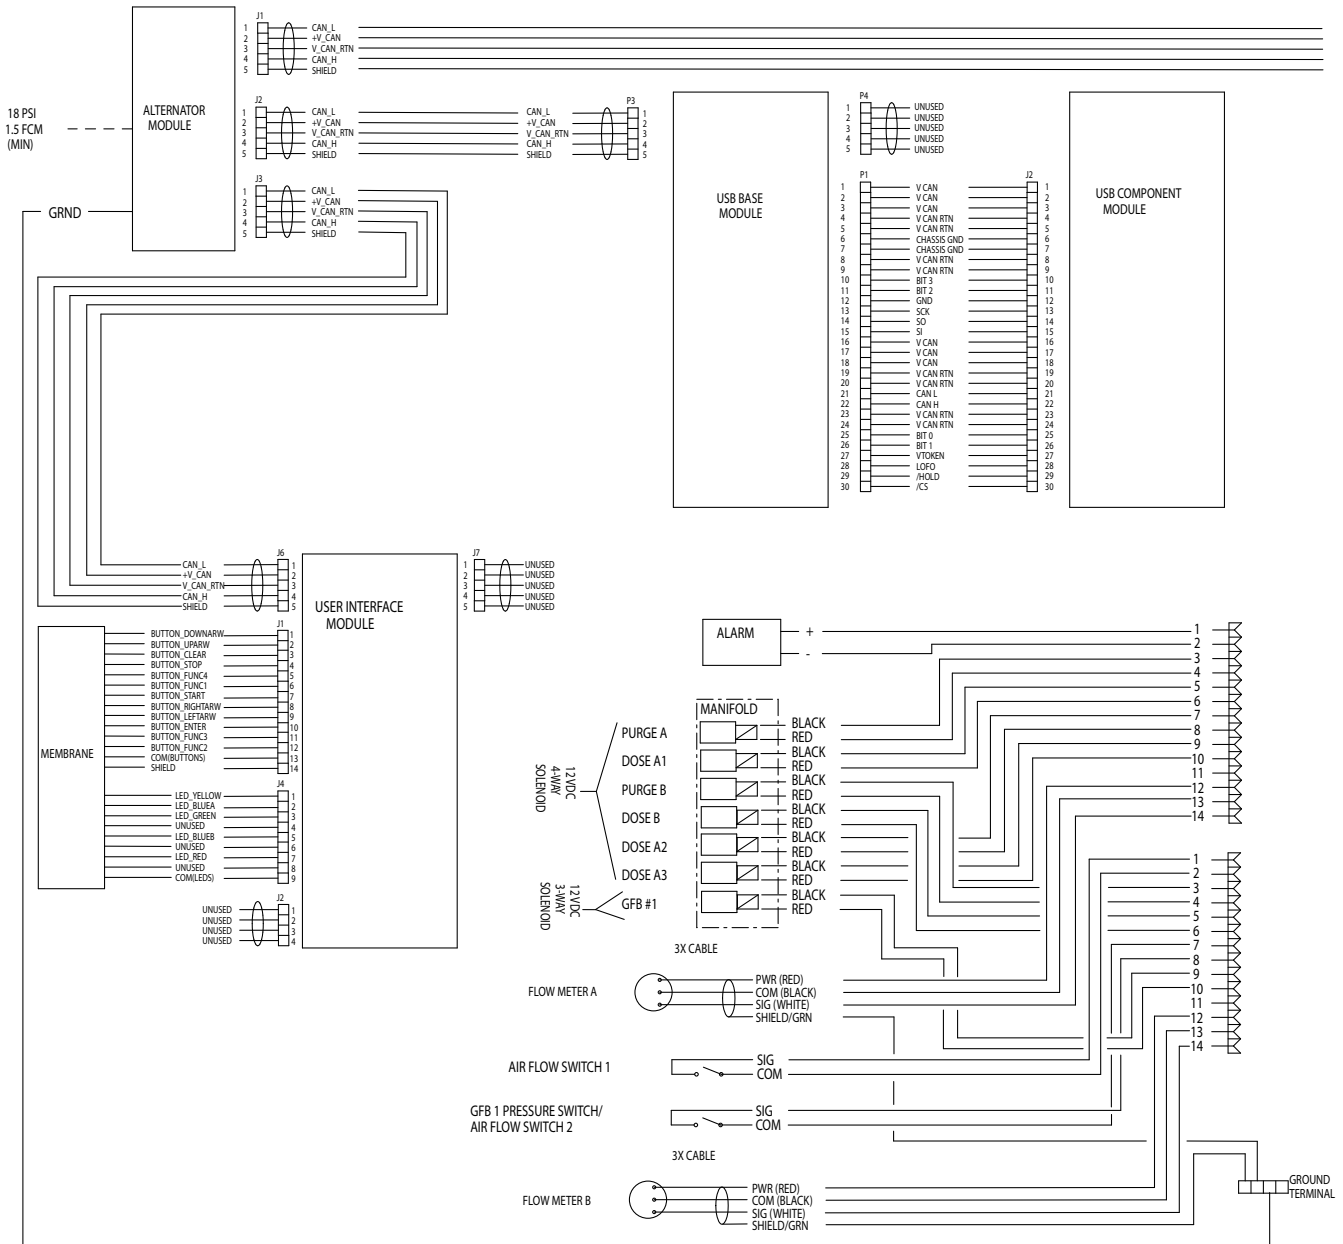 J1
1 CAN_L
2 +V_CAN
3 V_CAN_RTN
4 CAN_H
5 SHIELD
18 PSI
1.5 FCM
(MIN)
ALTERNATOR
MODULE
GRND
J2
1 CAN_L
2 +V_CAN
3 V_CAN_RTN
4 CAN_H
5 SHIELD
P3
CAN_L 1
+V_CAN 2
V_CAN_RTN 3
CAN_H 4
SHIELD 5
J3
1 CAN_L
2 +V_CAN
3 V_CAN_RTN
4 CAN_H
5 SHIELD
USB BASE
MODULE
P4
1 UNUSED
2 UNUSED
3 UNUSED
4 UNUSED
5 UNUSED
USB COMPONENT
MODULE
P1 J2
1 V CAN 1
2 V CAN 2
3 V CAN 3
4 V CAN RTN 4
5 V CAN RTN 5
6 CHASSIS GND 6
7 CHASSIS GND 7
8 V CAN RTN 8
9 V CAN RTN 9
10 BIT 3 10
11 BIT 2 11
12 GND 12
13 SCK 13
14 SO 14
15 SI 15
16 V CAN 16
17 V CAN 17
18 V CAN 18
19 V CAN RTN 19
20 V CAN RTN 20
21 CAN L 21
22 CAN H 22
23 V CAN RTN 23
24 V CAN RTN 24
25 BIT 0 25
26 BIT 1 26
27 VTOKEN 27
28 LOFO 28
29 /HOLD 29
30 /CS 30
J6
CAN_L 1
+V_CAN 2
V_CAN_RTN 3
CAN_H 4
SHIELD 5
USER INTERFACE
MODULE
J7
1 UNUSED
2 UNUSED
3 UNUSED
4 UNUSED
5 UNUSED
MEMBRANE
J1
BUTTON_DOWNARW 1
BUTTON_UPARW 2
BUTTON_CLEAR 3
BUTTON_STOP 4
BUTTON_FUNC4 5
BUTTON_FUNC1 6
BUTTON_START 7
BUTTON_RIGHTARW 8
BUTTON_LEFTARW 9
BUTTON_ENTER 10
BUTTON_FUNC3 11
BUTTON_FUNC2 12
COM(BUTTONS) 13
SHIELD 14
J4
LED_YELLOW 1
LED_BLUEA 2
LED_GREEN 3
UNUSED 4
LED_BLUEB 5
UNUSED 6
LED_RED 7
UNUSED 8
COM(LEDS) 9
J2
UNUSED 1
UNUSED 2
UNUSED 3
UNUSED 4
ALARM
+
-
MANIFOLD
12 VDC
4-WAY
SOLENOID
PURGE A BLACK
RED
DOSE A1 BLACK
RED
PURGE B BLACK
RED
DOSE B BLACK
RED
DOSE A2 BLACK
RED
DOSE A3 BLACK
RED
12 VDC
3-WAY
SOLENOID
GFB #1 BLACK
RED
1
2
3
4
5
6
7
8
9
10
11
12
13
14
1
2
3
4
5
6
7
8
9
10
11
12
13
14
3X CABLE
FLOW METER A
PWR (RED)
COM (BLACK)
SIG (WHITE)
SHIELD/GRN
AIR FLOW SWITCH 1
SIG
COM
GFB 1 PRESSURE SWITCH/
AIR FLOW SWITCH 2
SIG
COM
3X CABLE
FLOW METER B
PWR (RED)
COM (BLACK)
SIG (WHITE)
SHIELD/GRN
GROUND
TERMINAL